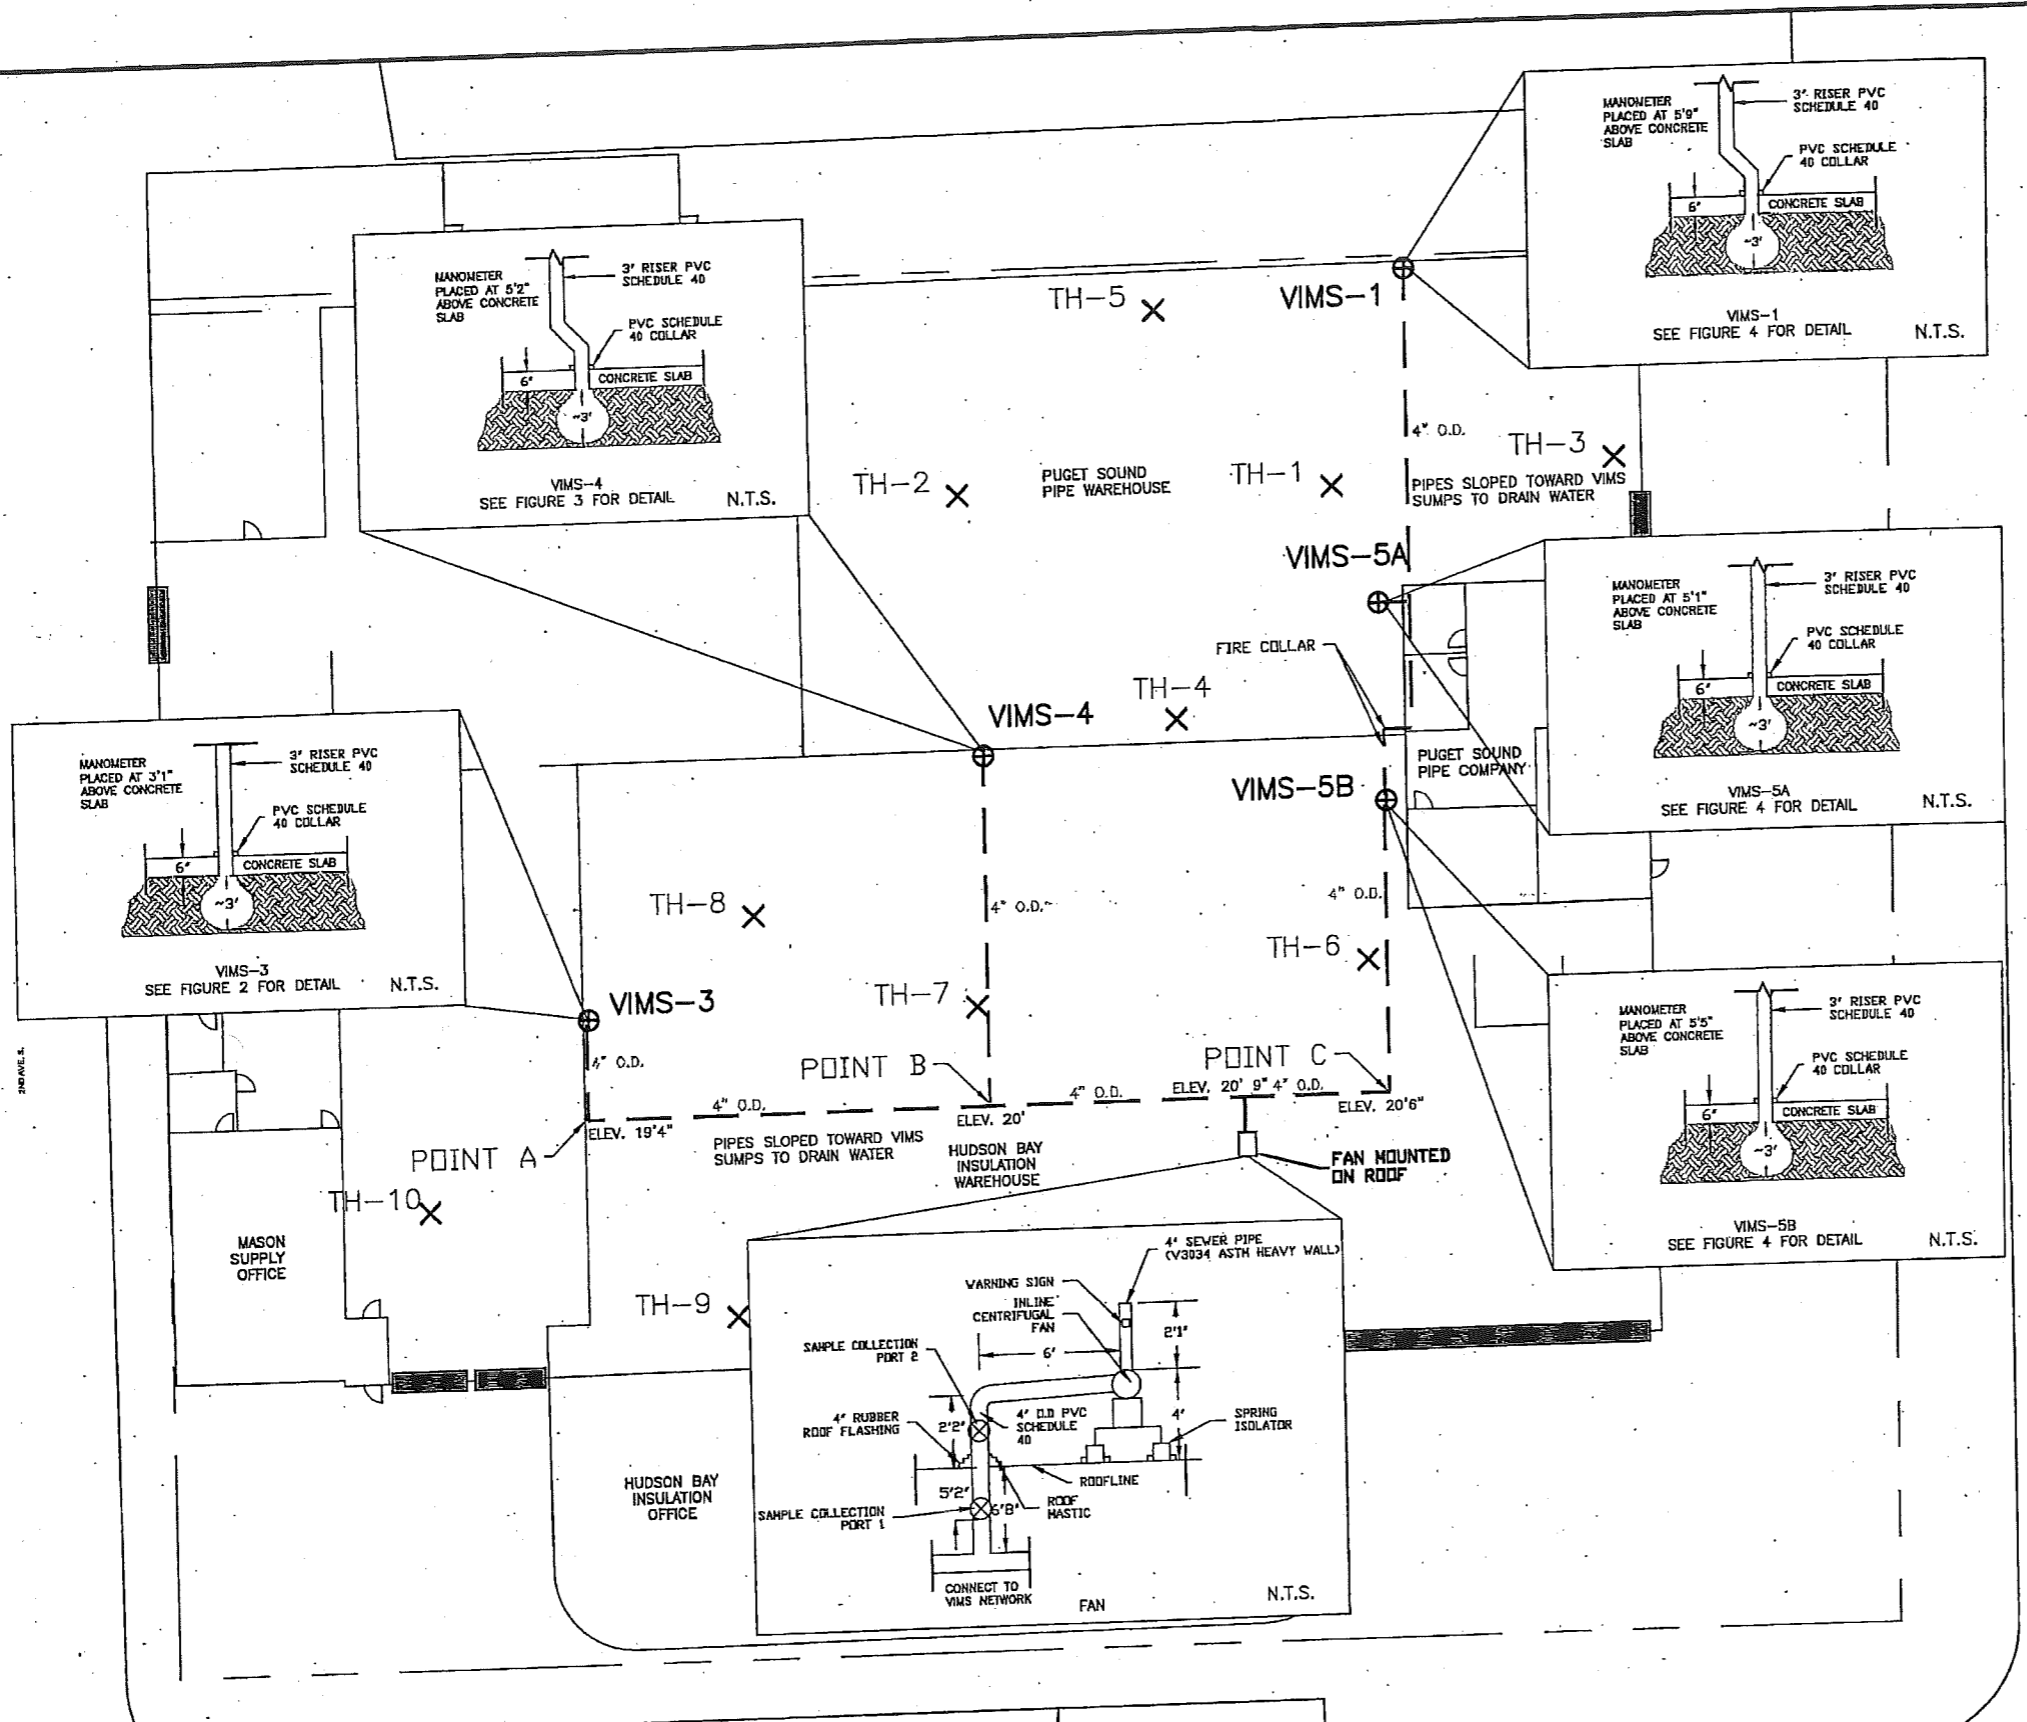 MANOMETER
PLACED AT 5'9"
ABOVE CONCRETE
SLAB
3" RISER PVC
SCHEDULE 40
PVC SCHEDULE
40 COLLAR
6"
CONCRETE SLAB
~3'
VIMS-1
SEE FIGURE 4 FOR DETAIL
N.T.S.
MANOMETER
PLACED AT 5'2"
ABOVE CONCRETE
SLAB
3" RISER PVC
SCHEDULE 40
PVC SCHEDULE
40 COLLAR
6"
CONCRETE SLAB
~3'
VIMS-4
SEE FIGURE 3 FOR DETAIL
N.T.S.
TH-5
VIMS-1
4" O.D.
TH-3
TH-2
PUGET SOUND
PIPE WAREHOUSE
TH-1
PIPES SLOPED TOWARD VIMS
SUMPS TO DRAIN WATER
VIMS-5A
MANOMETER
PLACED AT 5'1"
ABOVE CONCRETE
SLAB
3" RISER PVC
SCHEDULE 40
PVC SCHEDULE
40 COLLAR
6"
CONCRETE SLAB
~3'
VIMS-5A
SEE FIGURE 4 FOR DETAIL
N.T.S.
FIRE COLLAR
TH-4
VIMS-4
PUGET SOUND
PIPE COMPANY
VIMS-5B
MANOMETER
PLACED AT 3'1"
ABOVE CONCRETE
SLAB
3" RISER PVC
SCHEDULE 40
PVC SCHEDULE
40 COLLAR
6"
CONCRETE SLAB
~3'
VIMS-3
SEE FIGURE 2 FOR DETAIL
N.T.S.
TH-8
4" O.D.
4" O.D.
TH-6
TH-7
VIMS-3
4" O.D.
2ND AVE. S.
MANOMETER
PLACED AT 5'5"
ABOVE CONCRETE
SLAB
3" RISER PVC
SCHEDULE 40
PVC SCHEDULE
40 COLLAR
6"
CONCRETE SLAB
~3'
VIMS-5B
SEE FIGURE 4 FOR DETAIL
N.T.S.
POINT B
POINT C
ELEV. 20' 9"
4" O.D.
4" O.D.
4" O.D.
ELEV. 20'6"
ELEV. 20'
ELEV. 19'4"
POINT A
PIPES SLOPED TOWARD VIMS
SUMPS TO DRAIN WATER
HUDSON BAY
INSULATION
WAREHOUSE
FAN MOUNTED
ON ROOF
TH-10
MASON
SUPPLY
OFFICE
TH-9
4" SEWER PIPE
(V3034 ASTM HEAVY WALL)
WARNING SIGN
INLINE
CENTRIFUGAL
FAN
2'1"
SAMPLE COLLECTION
PORT 2
6'
4" RUBBER
ROOF FLASHING
2'2"
4" O.D PVC
SCHEDULE
40
4'
SPRING
ISOLATOR
ROOFLINE
5'2"
6'8"
ROOF
MASTIC
SAMPLE COLLECTION
PORT 1
CONNECT TO
VIMS NETWORK
FAN
N.T.S.
HUDSON BAY
INSULATION
OFFICE